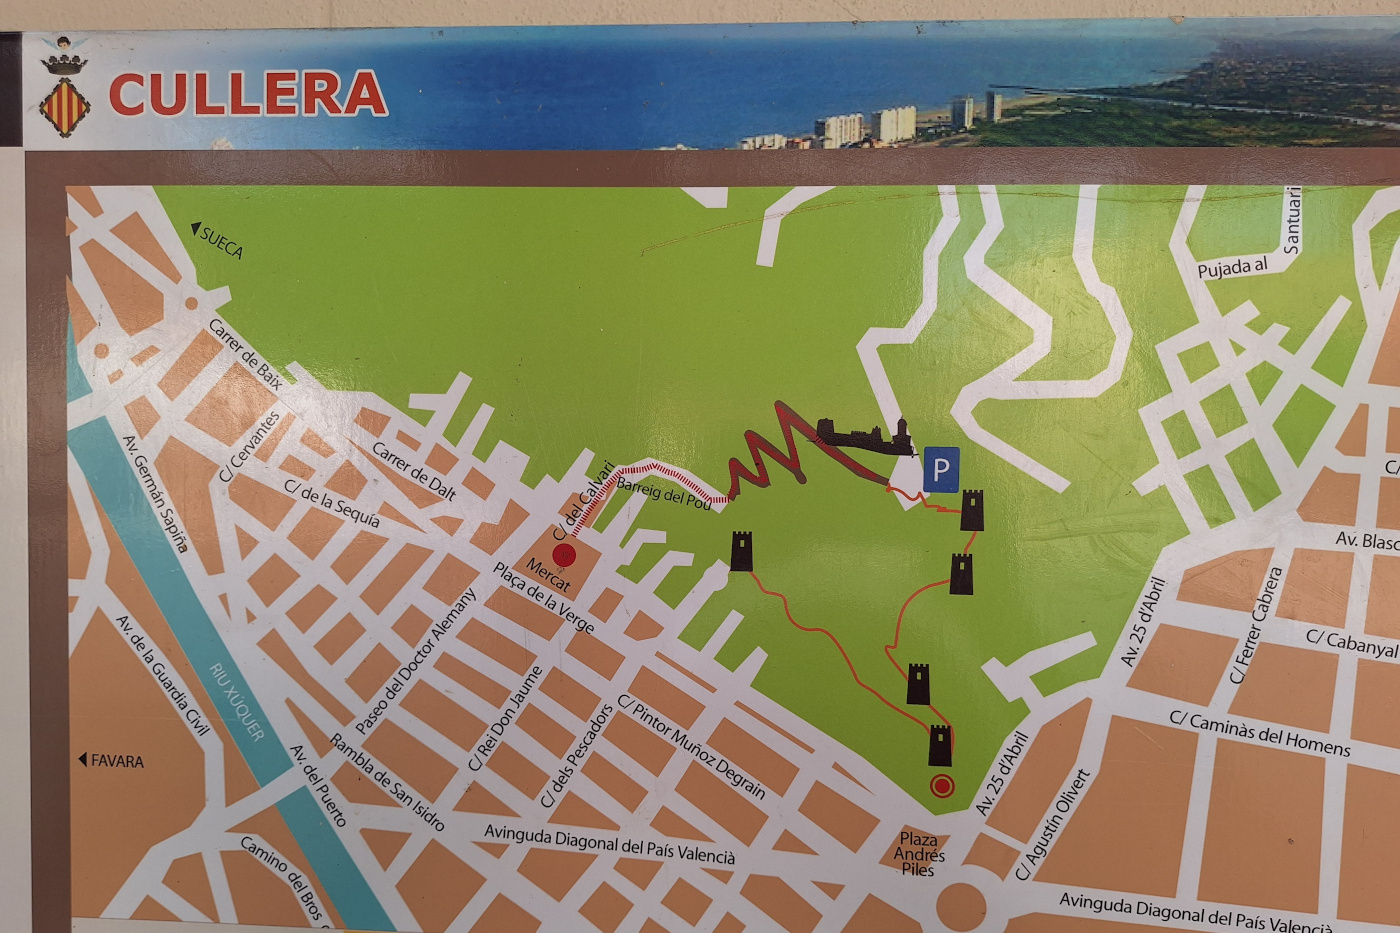 CULLERA
SUECA
Santuari
Pujada al
Carrer de Baix
C/ Cervantes
Carrer de Dalt
C/ de la Sequía
Av. Germán Sapiña
C/ del Calvari
Barreig del Pou
P
Mercat
Plaça de la Verge
Av. Blasc
Av. 25 d'Abril
C/ Ferrer Cabrera
C/ Cabanyal
C/
Av. de la Guardia Civil
RIU XÚQUER
Paseo del Doctor Alemany
C/ Rei Don Jaume
C/ dels Pescadors
C/ Pintor Muñoz Degrain
C/ Caminàs del Homens
FAVARA
Av. del Puerto
Rambla de San Isidro
Av. 25 d'Abril
C/ Agustín Olivert
Avinguda Diagonal del País Valencià
Plaza
Andrés
Piles
Camino del Bros
Avinguda Diagonal del País Valencià